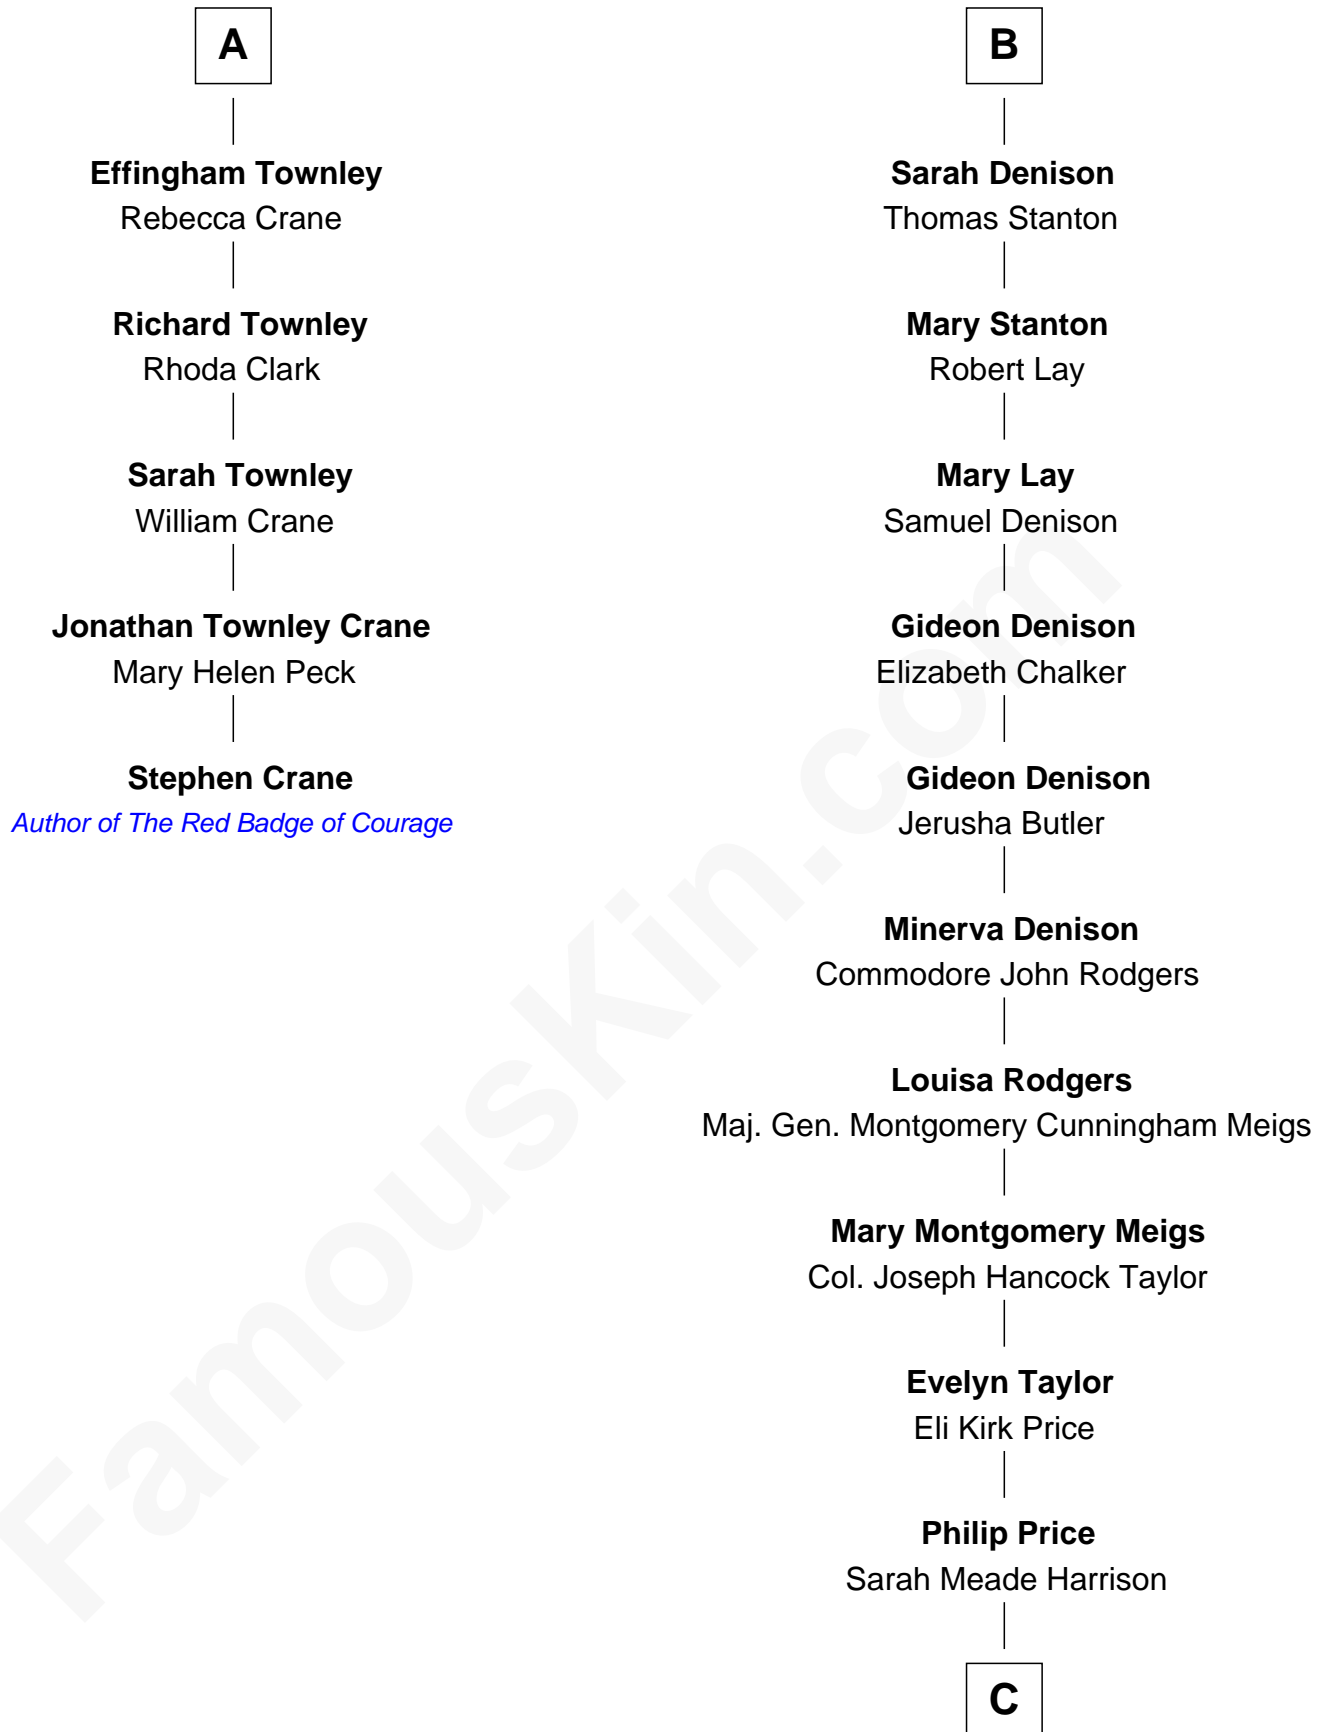 A
Effingham Townley
Rebecca Crane
Richard Townley
Rhoda Clark
Sarah Townley
William Crane
Jonathan Townley Crane
Mary Helen Peck
Stephen Crane
Author of The Red Badge of Courage
B
Sarah Denison
Thomas Stanton
Mary Stanton
Robert Lay
Mary Lay
Samuel Denison
Gideon Denison
Elizabeth Chalker
Gideon Denison
Jerusha Butler
Minerva Denison
Commodore John Rodgers
Louisa Rodgers
Maj. Gen. Montgomery Cunningham Meigs
Mary Montgomery Meigs
Col. Joseph Hancock Taylor
Evelyn Taylor
Eli Kirk Price
Philip Price
Sarah Meade Harrison
C
FamousKin.com